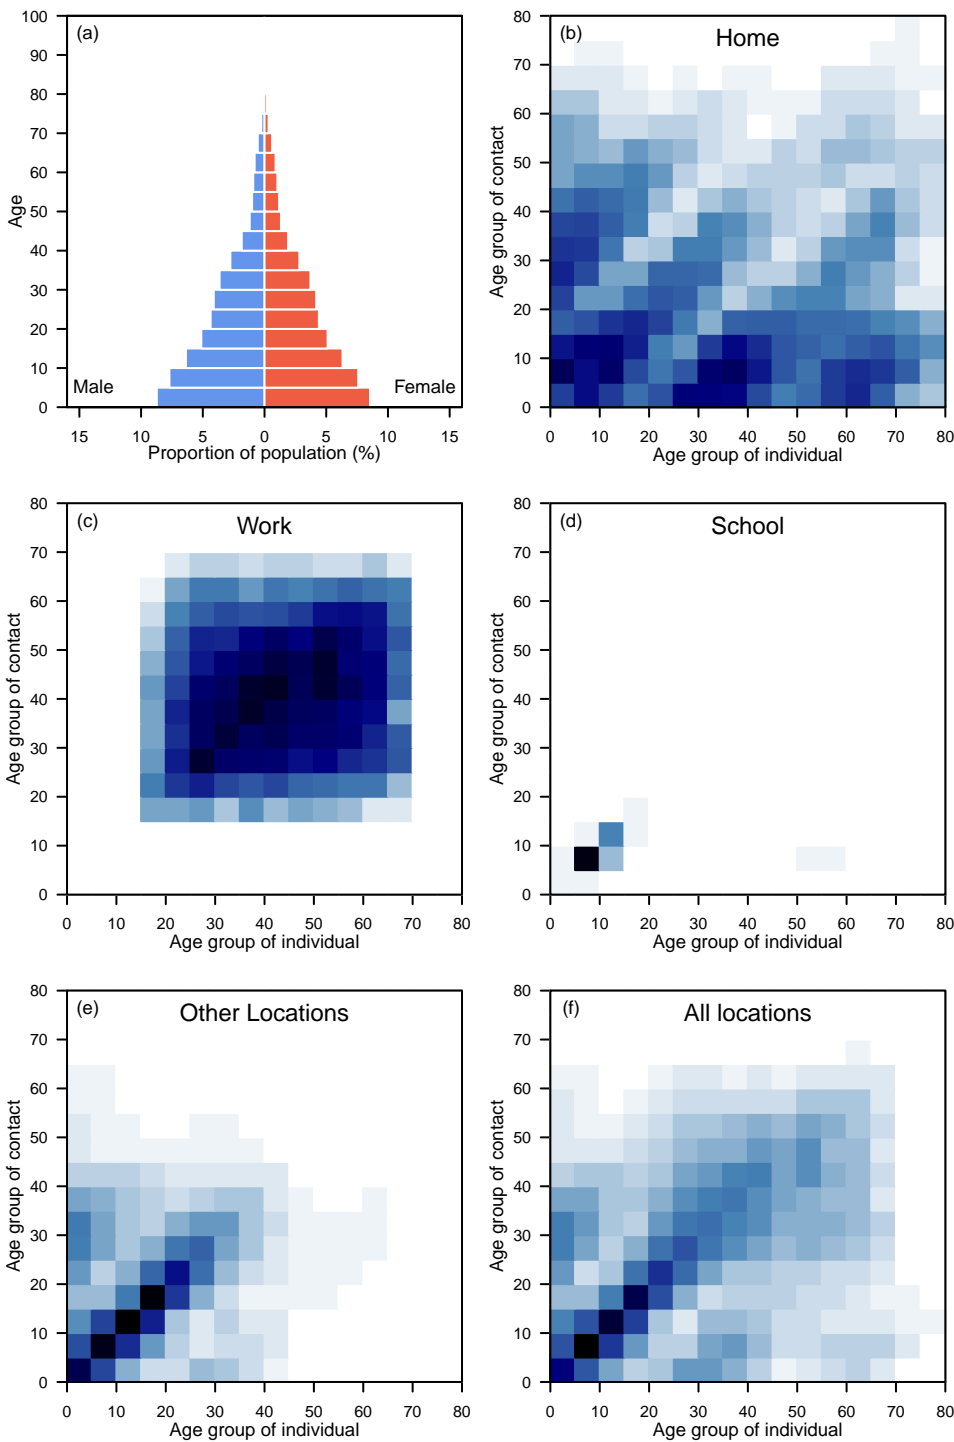 (a)
100
90
80
70
60
50
40
30
20
10
0
Age
Male
Female
15 10 5 0 5 10 15
Proportion of population (%)
(b)
Home
80
70
60
50
40
30
20
10
0
Age group of contact
0 10 20 30 40 50 60 70 80
Age group of individual
(c)
Work
80
70
60
50
40
30
20
10
0
Age group of contact
0 10 20 30 40 50 60 70 80
Age group of individual
(d)
School
80
70
60
50
40
30
20
10
0
Age group of contact
0 10 20 30 40 50 60 70 80
Age group of individual
(e)
Other Locations
80
70
60
50
40
30
20
10
0
Age group of contact
0 10 20 30 40 50 60 70 80
Age group of individual
(f)
All locations
80
70
60
50
40
30
20
10
0
Age group of contact
0 10 20 30 40 50 60 70 80
Age group of individual